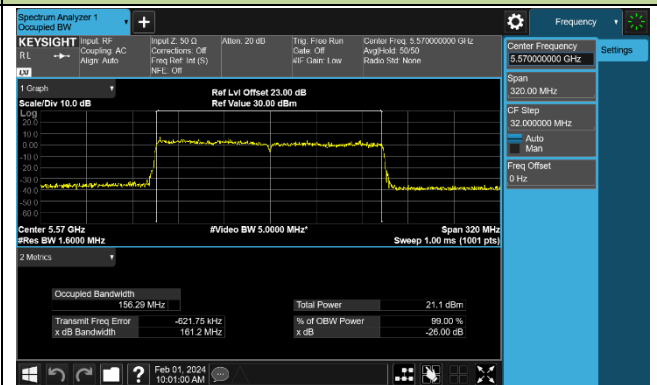 Spectrum Analyzer 1
Occupied BW
+
Frequency
KEYSIGHT
RL
LXI
Input: RF
Coupling: AC
Align: Auto
Input Z: 50 Ω
Corrections: Off
Freq Ref: Int (S)
NFE: Off
Atten: 20 dB
Trig: Free Run
Gate: Off
#IF Gain: Low
Center Freq: 5.570000000 GHz
Avg|Hold: 50/50
Radio Std: None
Center Frequency
5.570000000 GHz
Settings
Span
320.00 MHz
CF Step
32.000000 MHz
Auto
Man
Freq Offset
0 Hz
1 Graph
Scale/Div 10.0 dB
Ref Lvl Offset 23.00 dB
Ref Value 30.00 dBm
Log
20.0
10.0
0.00
-10.0
-20.0
-30.0
-40.0
-50.0
-60.0
Center 5.57 GHz
#Res BW 1.6000 MHz
#Video BW 5.0000 MHz*
Span 320 MHz
Sweep 1.00 ms (1001 pts)
2 Metrics
Occupied Bandwidth
156.29 MHz
Total Power 21.1 dBm
Transmit Freq Error -621.75 kHz
% of OBW Power 99.00 %
x dB Bandwidth 161.2 MHz
x dB -26.00 dB
?
Feb 01, 2024
10:01:00 AM